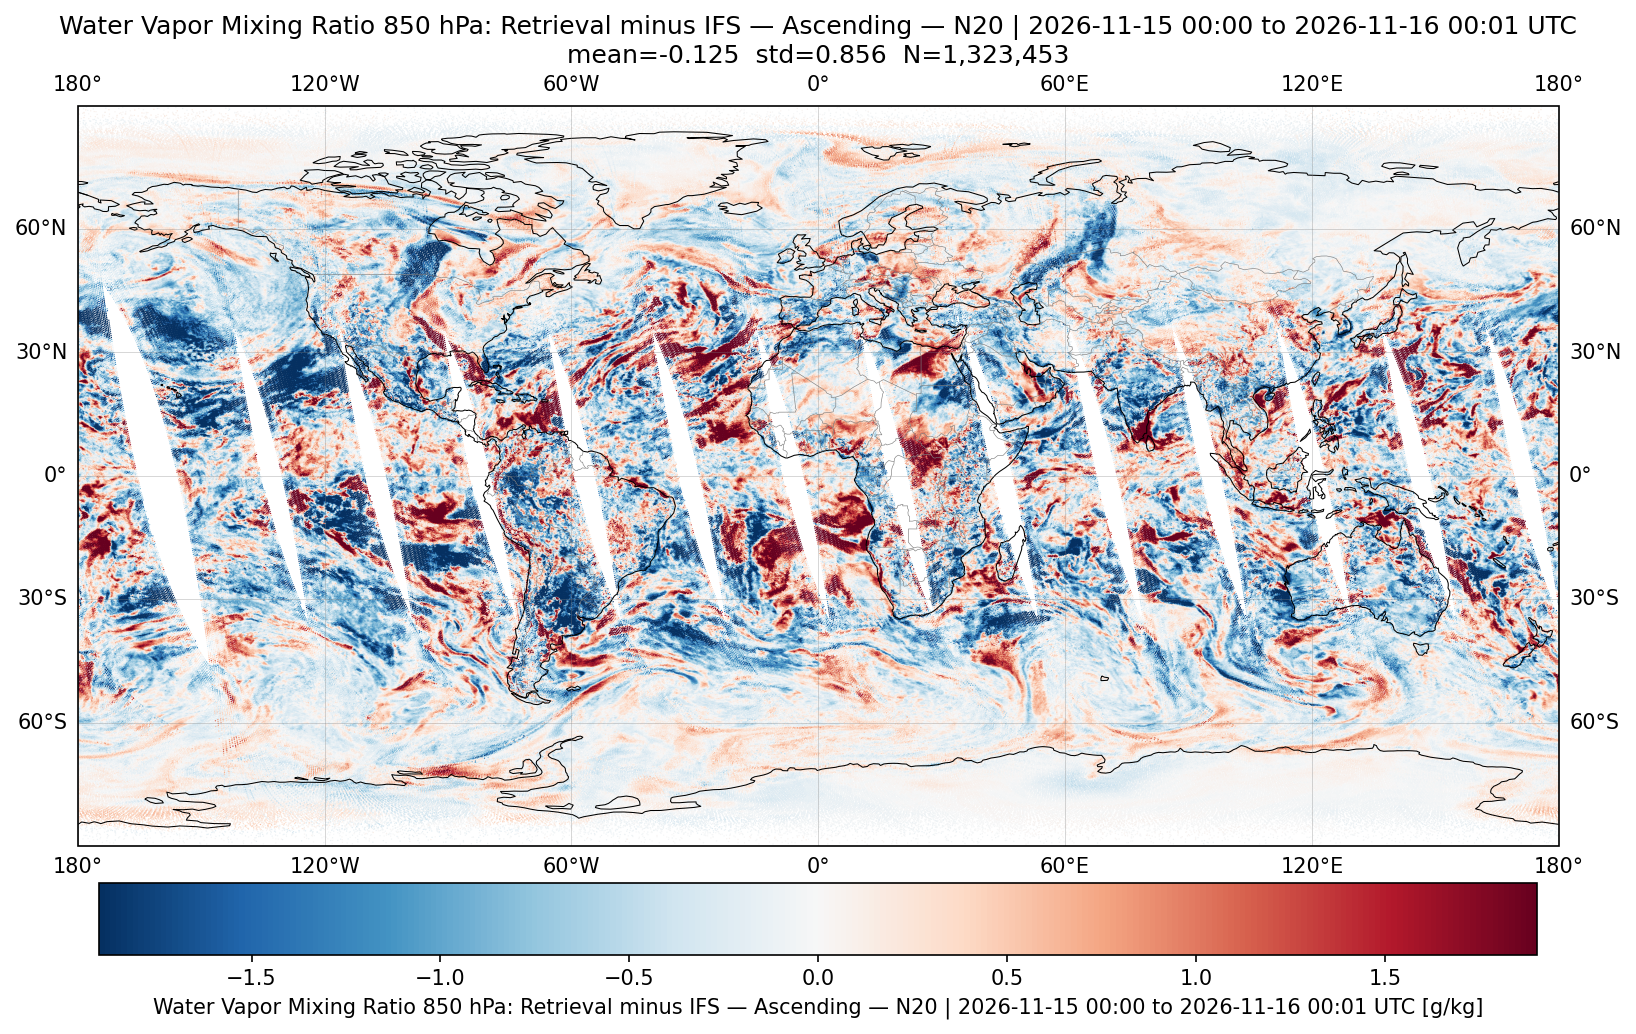 Water Vapor Mixing Ratio 850 hPa: Retrieval minus IFS — Ascending — N20 | 2026-11-15 00:00 to 2026-11-16 00:01 UTC
mean=-0.125  std=0.856  N=1,323,453
180° 120°W 60°W 0° 60°E 120°E 180°
60°N 60°N
30°N 30°N
0° 0°
30°S 30°S
60°S 60°S
180° 120°W 60°W 0° 60°E 120°E 180°
−1.5 −1.0 −0.5 0.0 0.5 1.0 1.5
Water Vapor Mixing Ratio 850 hPa: Retrieval minus IFS — Ascending — N20 | 2026-11-15 00:00 to 2026-11-16 00:01 UTC [g/kg]